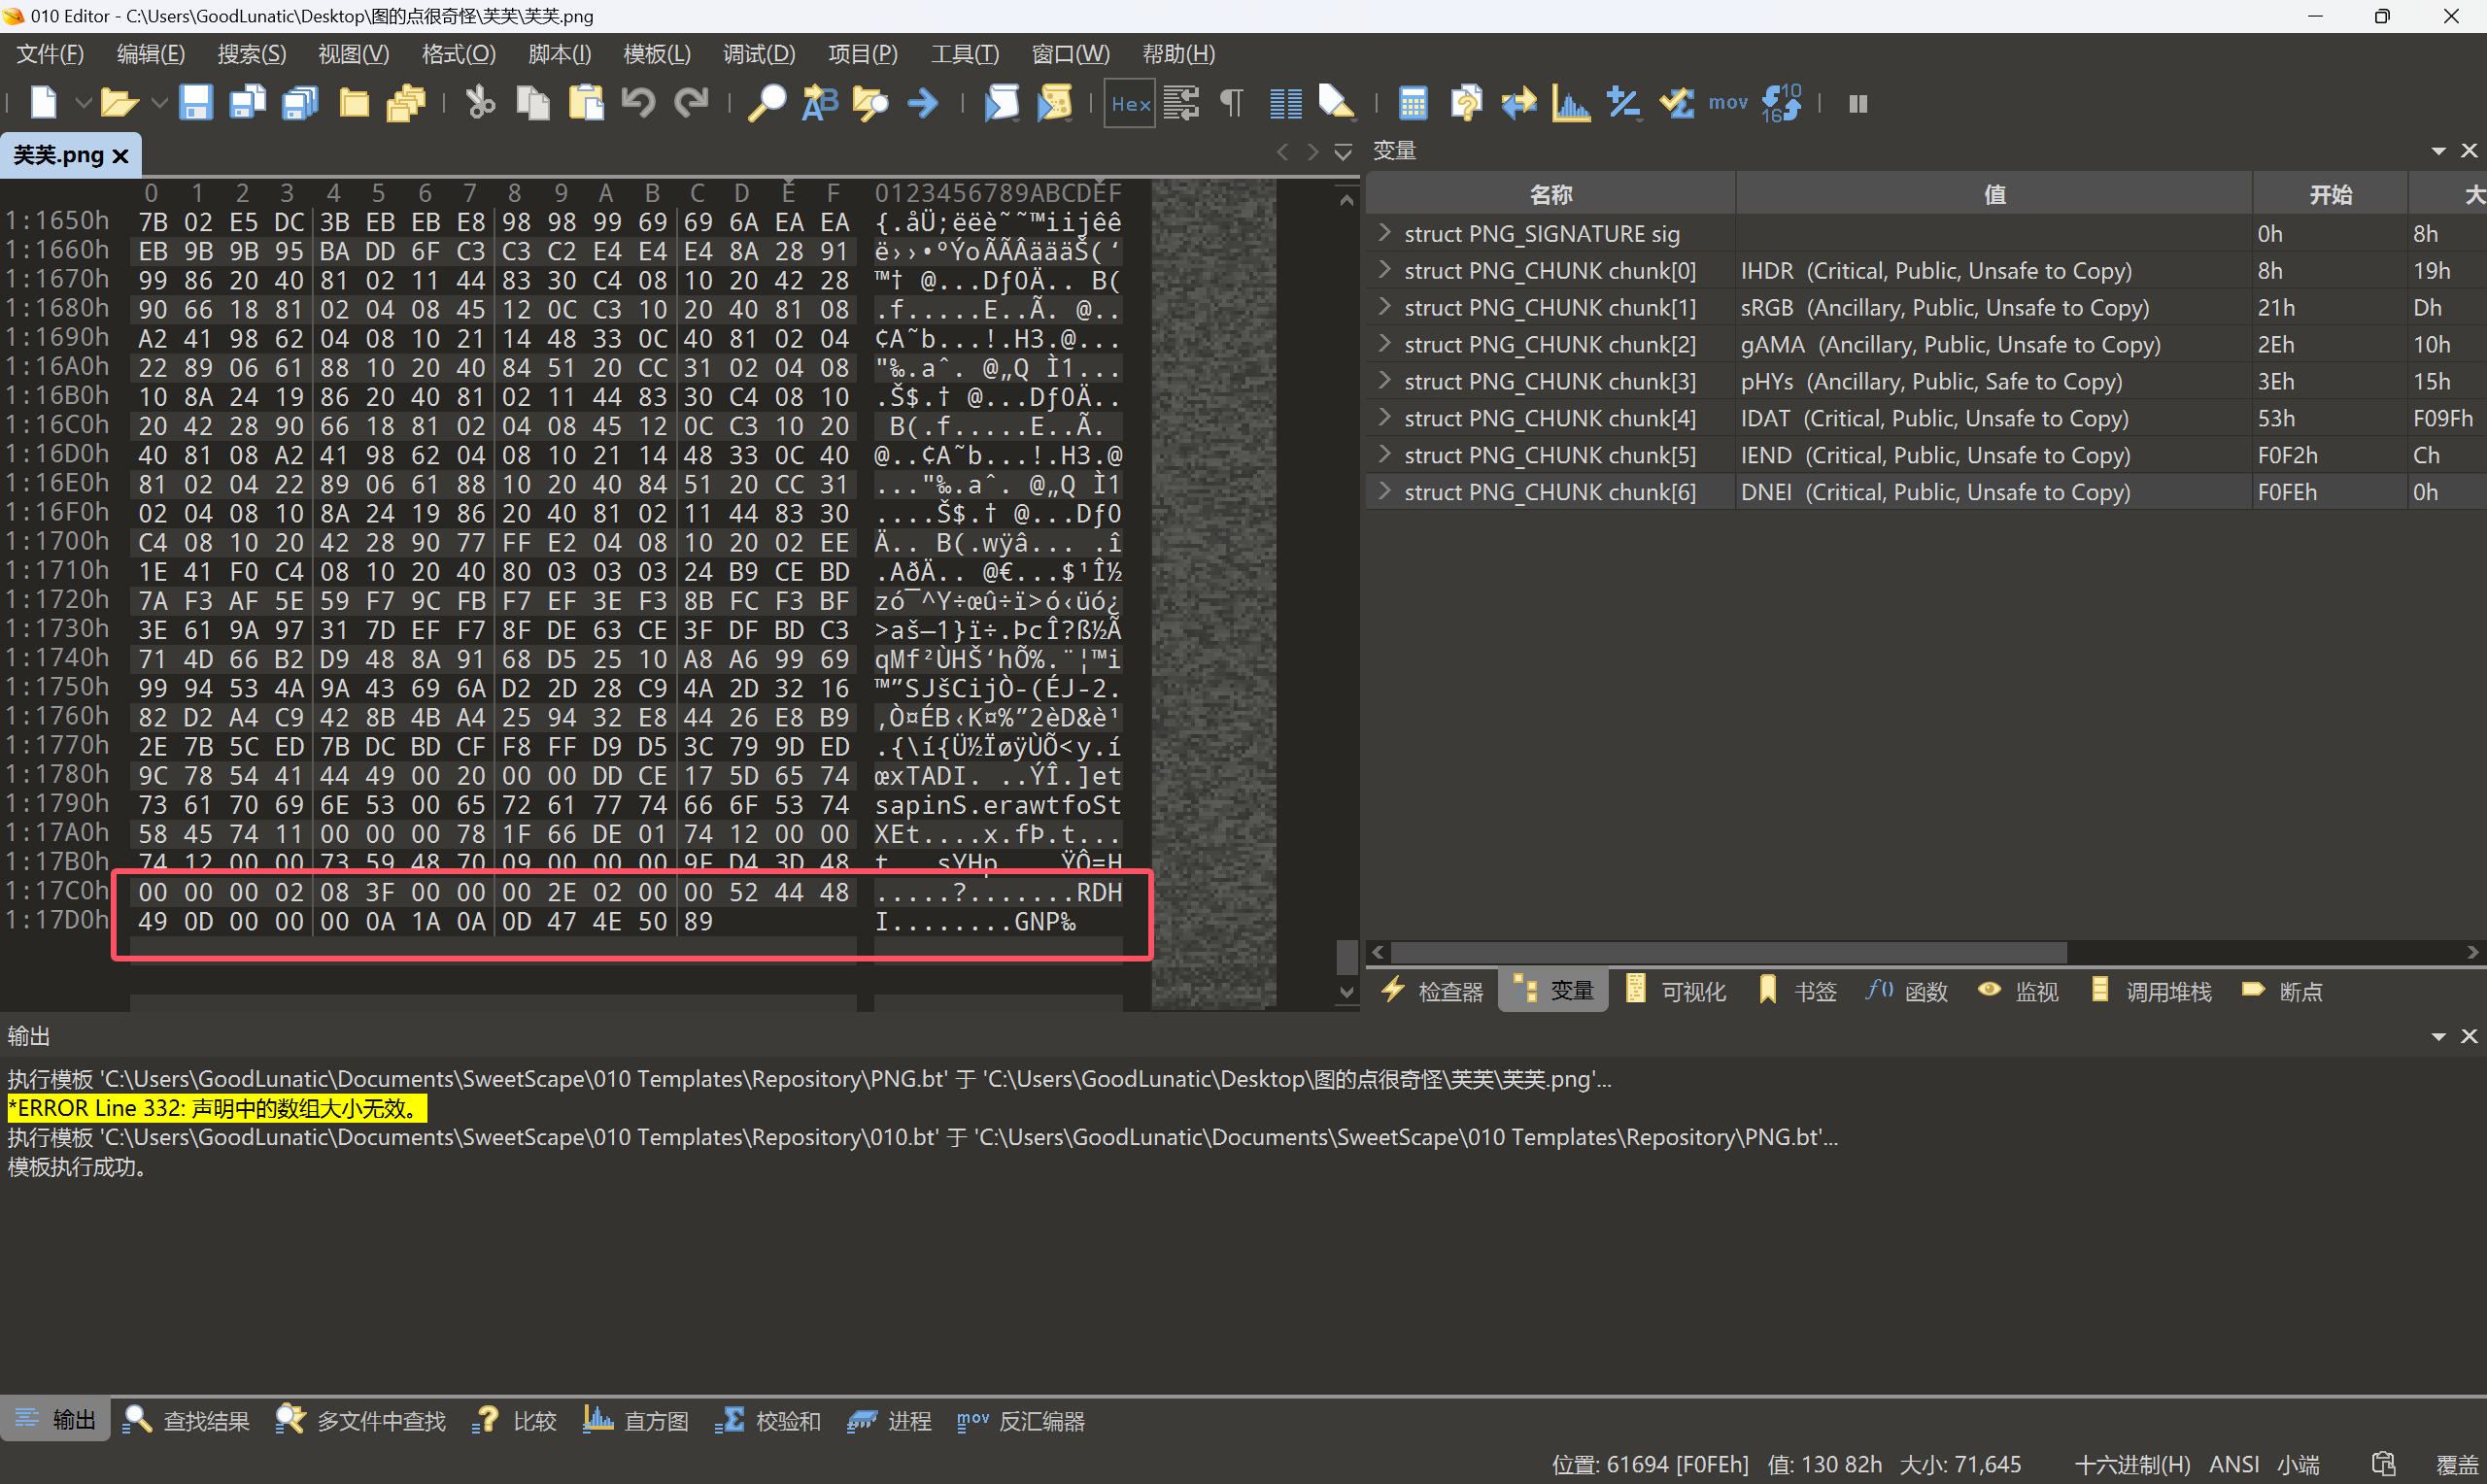 010 Editor - C:\Users\GoodLunatic\Desktop\图的点很奇怪\芙芙\芙芙.png
文件(F) 编辑(E) 搜索(S) 视图(V) 格式(O) 脚本(I) 模板(L) 调试(D) 项目(P) 工具(T) 窗口(W) 帮助(H)
Hex mov
芙芙.png
0 1 2 3 4 5 6 7 8 9 A B C D E F 0123456789ABCDEF
1:1650h 7B 02 E5 DC 3B EB EB E8 98 98 99 69 69 6A EA EA {.åÜ;ëëè˜˜™iijêê
1:1660h EB 9B 9B 95 BA DD 6F C3 C3 C2 E4 E4 E4 8A 28 91 ë››•ºÝoÃÃÂäääŠ(‘
1:1670h 99 86 20 40 81 02 11 44 83 30 C4 08 10 20 42 28 ™† @...Dƒ0Ä.. B(
1:1680h 90 66 18 81 02 04 08 45 12 0C C3 10 20 40 81 08 .f.....E..Ã. @..
1:1690h A2 41 98 62 04 08 10 21 14 48 33 0C 40 81 02 04 ¢A˜b...!.H3.@...
1:16A0h 22 89 06 61 88 10 20 40 84 51 20 CC 31 02 04 08 "‰.aˆ. @„Q Ì1...
1:16B0h 10 8A 24 19 86 20 40 81 02 11 44 83 30 C4 08 10 .Š$.† @...Dƒ0Ä..
1:16C0h 20 42 28 90 66 18 81 02 04 08 45 12 0C C3 10 20  B(.f.....E..Ã. 
1:16D0h 40 81 08 A2 41 98 62 04 08 10 21 14 48 33 0C 40 @..¢A˜b...!.H3.@
1:16E0h 81 02 04 22 89 06 61 88 10 20 40 84 51 20 CC 31 ..."‰.aˆ. @„Q Ì1
1:16F0h 02 04 08 10 8A 24 19 86 20 40 81 02 11 44 83 30 ....Š$.† @...Dƒ0
1:1700h C4 08 10 20 42 28 90 77 FF E2 04 08 10 20 02 EE Ä.. B(.wÿâ... .î
1:1710h 1E 41 F0 C4 08 10 20 40 80 03 03 03 24 B9 CE BD .AðÄ.. @€...$¹Î½
1:1720h 7A F3 AF 5E 59 F7 9C FB F7 EF 3E F3 8B FC F3 BF zó¯^Y÷œû÷ï>ó‹üó¿
1:1730h 3E 61 9A 97 31 7D EF F7 8F DE 63 CE 3F DF BD C3 >aš—1}ï÷.ÞcÎ?ß½Ã
1:1740h 71 4D 66 B2 D9 48 8A 91 68 D5 25 10 A8 A6 99 69 qMf²ÙHŠ‘hÕ%.¨¦™i
1:1750h 99 94 53 4A 9A 43 69 6A D2 2D 28 C9 4A 2D 32 16 ™”SJšCijÒ-(ÉJ-2.
1:1760h 82 D2 A4 C9 42 8B 4B A4 25 94 32 E8 44 26 E8 B9 ‚Ò¤ÉB‹K¤%”2èD&è¹
1:1770h 2E 7B 5C ED 7B DC BD CF F8 FF D9 D5 3C 79 9D ED .{\í{Ü½ÏøÿÙÕ<y.í
1:1780h 9C 78 54 41 44 49 00 20 00 00 DD CE 17 5D 65 74 œxTADI. ..ÝÎ.]et
1:1790h 73 61 70 69 6E 53 00 65 72 61 77 74 66 6F 53 74 sapinS.erawtfoSt
1:17A0h 58 45 74 11 00 00 00 78 1F 66 DE 01 74 12 00 00 XEt....x.fÞ.t...
1:17B0h 74 12 00 00 73 59 48 70 09 00 00 00 9F D4 3D 48 t...sYHp....ŸÔ=H
1:17C0h 00 00 00 02 08 3F 00 00 00 2E 02 00 00 52 44 48 .....?.......RDH
1:17D0h 49 0D 00 00 00 0A 1A 0A 0D 47 4E 50 89 I........GNP‰
变量
名称 值 开始 大
struct PNG_SIGNATURE sig 0h 8h
struct PNG_CHUNK chunk[0] IHDR (Critical, Public, Unsafe to Copy) 8h 19h
struct PNG_CHUNK chunk[1] sRGB (Ancillary, Public, Unsafe to Copy) 21h Dh
struct PNG_CHUNK chunk[2] gAMA (Ancillary, Public, Unsafe to Copy) 2Eh 10h
struct PNG_CHUNK chunk[3] pHYs (Ancillary, Public, Safe to Copy) 3Eh 15h
struct PNG_CHUNK chunk[4] IDAT (Critical, Public, Unsafe to Copy) 53h F09Fh
struct PNG_CHUNK chunk[5] IEND (Critical, Public, Unsafe to Copy) F0F2h Ch
struct PNG_CHUNK chunk[6] DNEI (Critical, Public, Unsafe to Copy) F0FEh 0h
检查器 变量 可视化 书签 函数 监视 调用堆栈 断点
输出
执行模板 'C:\Users\GoodLunatic\Documents\SweetScape\010 Templates\Repository\PNG.bt' 于 'C:\Users\GoodLunatic\Desktop\图的点很奇怪\芙芙\芙芙.png'...
*ERROR Line 332: 声明中的数组大小无效。
执行模板 'C:\Users\GoodLunatic\Documents\SweetScape\010 Templates\Repository\010.bt' 于 'C:\Users\GoodLunatic\Documents\SweetScape\010 Templates\Repository\PNG.bt'...
模板执行成功。
输出 查找结果 多文件中查找 比较 直方图 校验和 进程 mov 反汇编器
位置: 61694 [F0FEh] 值: 130 82h 大小: 71,645 十六进制(H) ANSI 小端 覆盖